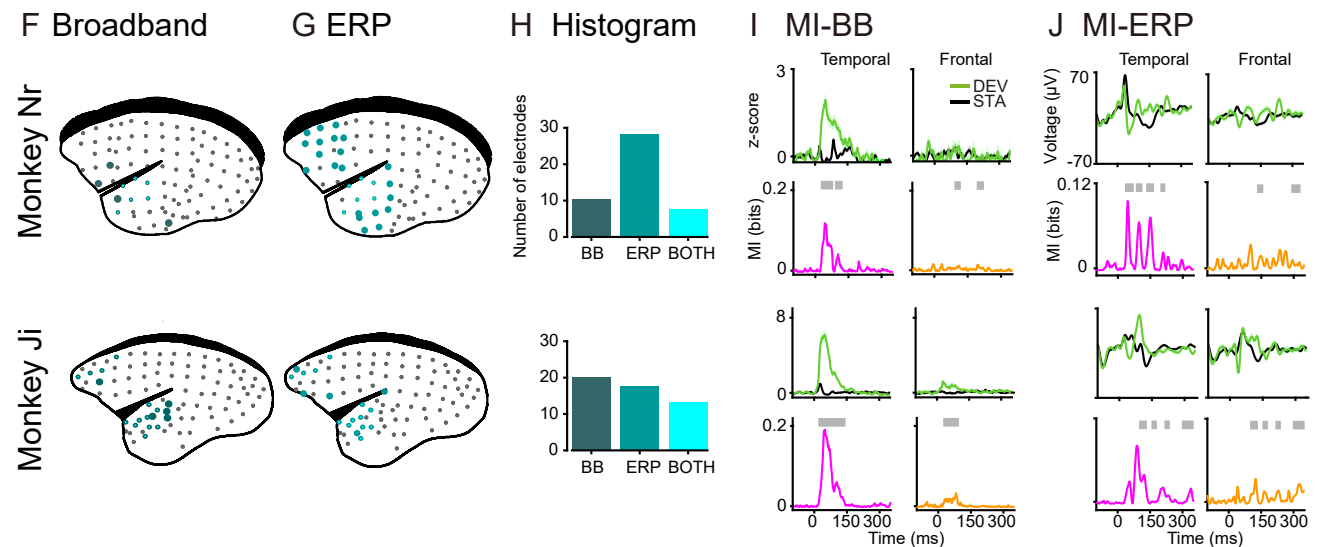 F Broadband
G ERP
H Histogram
I MI-BB
J MI-ERP
Temporal
Frontal
Temporal
Frontal
Monkey Nr
Number of electrodes
30
20
10
0
BB
ERP
BOTH
z-score
3
0
DEV
STA
MI (bits)
0.2
0
Voltage (µV)
70
-70
MI (bits)
0.12
0
Monkey Ji
30
20
10
0
BB
ERP
BOTH
8
0
0.2
0
0
150
300
0
150
300
Time (ms)
0
150
300
0
150
300
Time (ms)